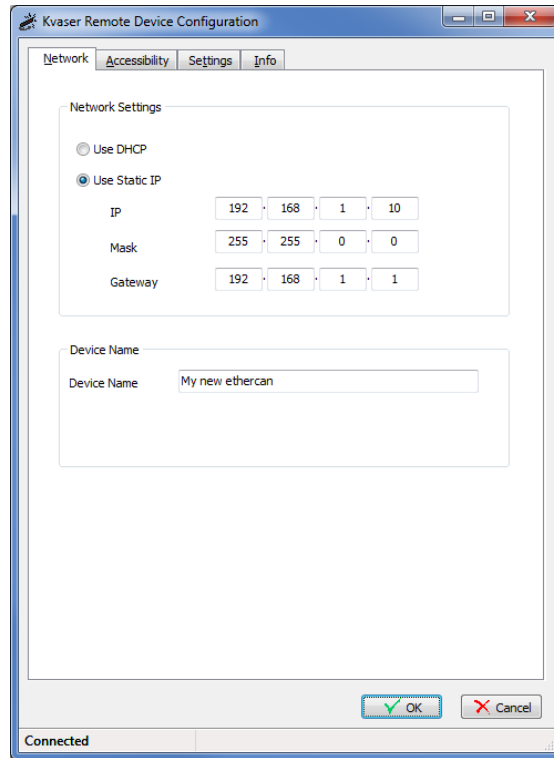 Kvaser Remote Device Configuration
Network Accessibility Settings Info
Network Settings
Use DHCP
Use Static IP
IP 192 . 168 . 1 . 10
Mask 255 . 255 . 0 . 0
Gateway 192 . 168 . 1 . 1
Device Name
Device Name My new ethercan
OK Cancel
Connected